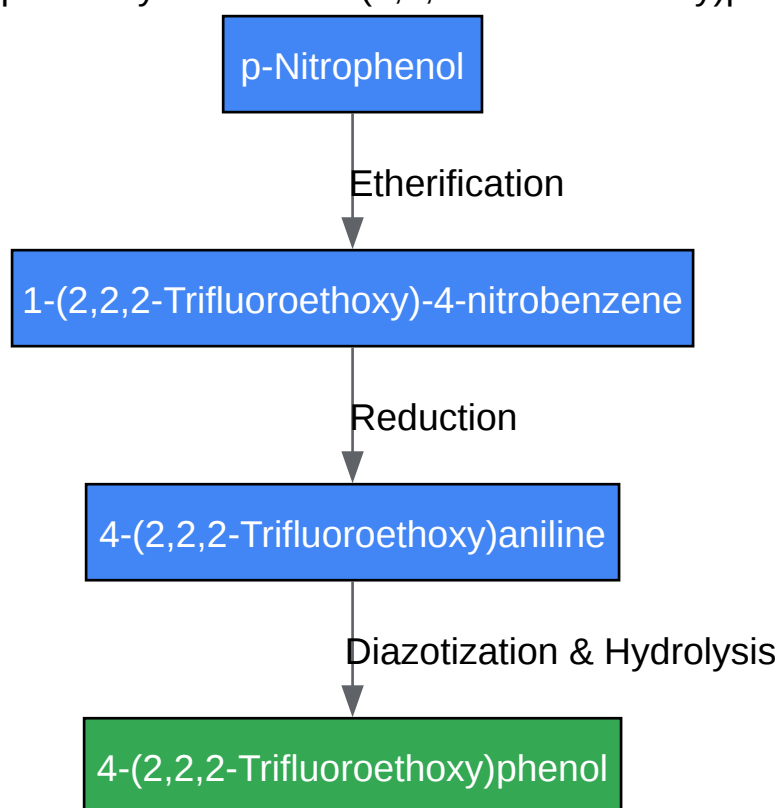 p-Nitrophenol
Etherification
1-(2,2,2-Trifluoroethoxy)-4-nitrobenzene
Reduction
4-(2,2,2-Trifluoroethoxy)aniline
Diazotization & Hydrolysis
4-(2,2,2-Trifluoroethoxy)phenol